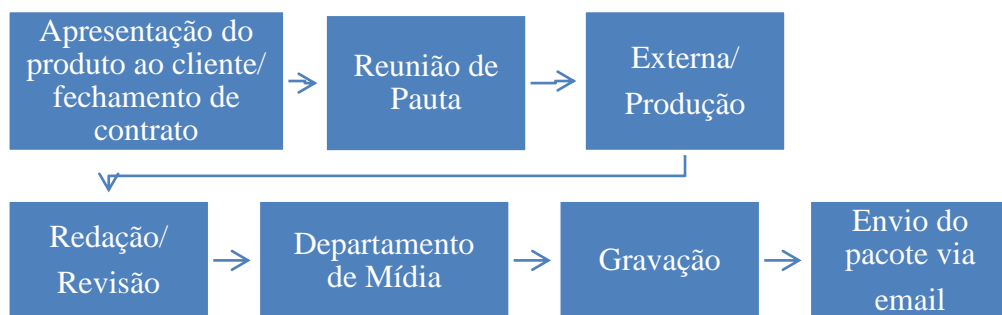 Apresentação do
produto ao cliente/
fechamento de
contrato
Reunião de
Pauta
Externa/
Produção
Redação/
Revisão
Departamento
de Mídia
Gravação
Envio do
pacote via
email